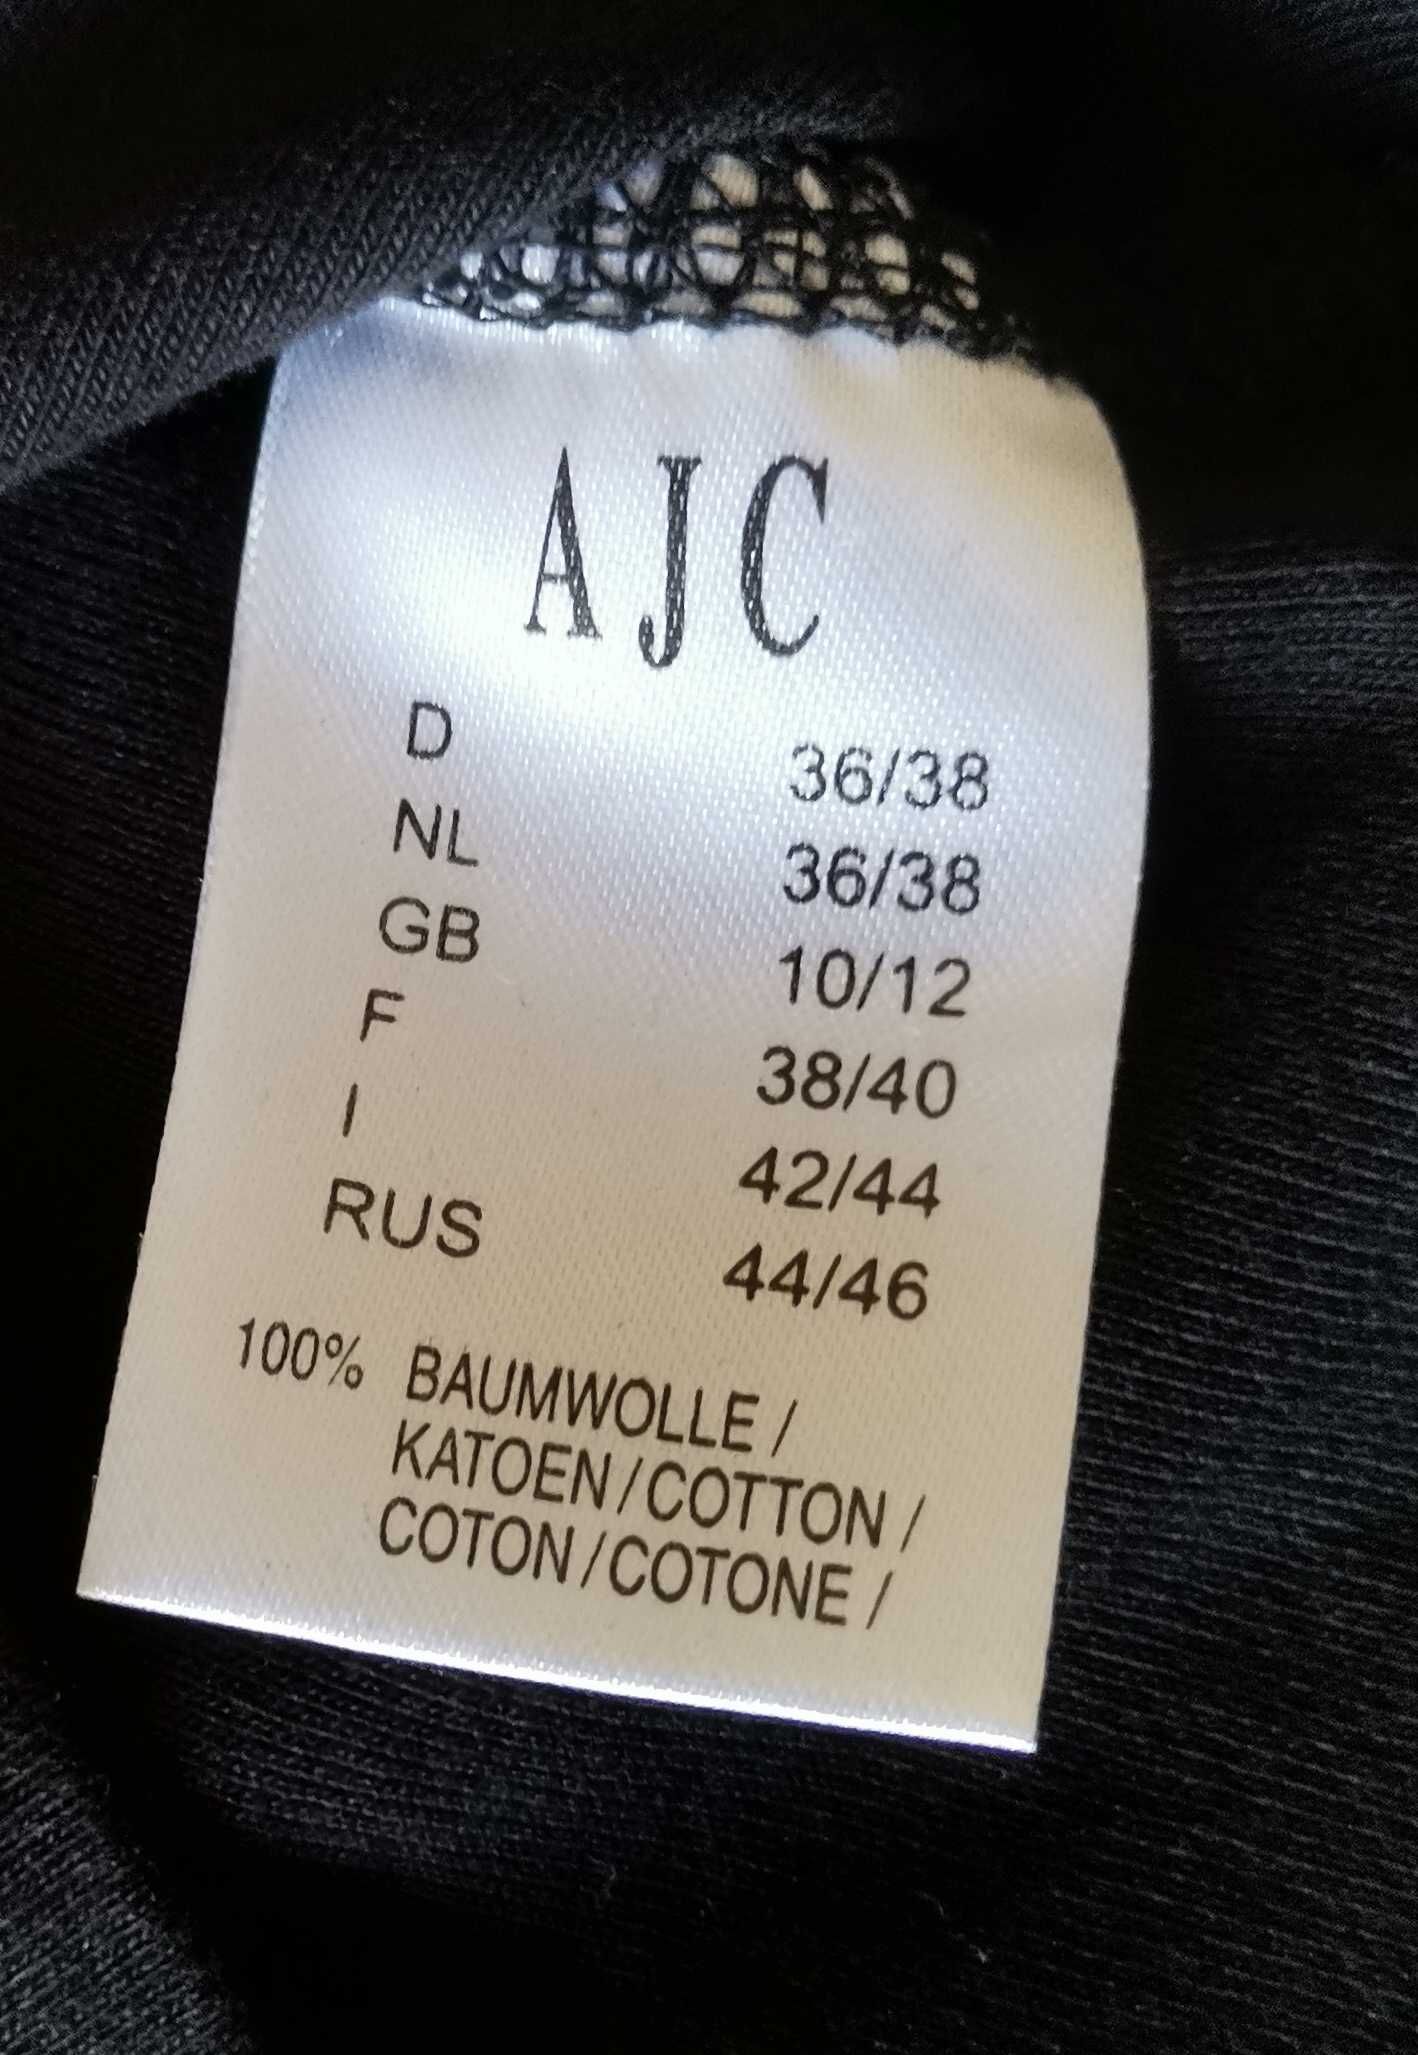 AJC
D 36/38
NL 36/38
GB 10/12
F 38/40
I 42/44
RUS 44/46
100% BAUMWOLLE /
KATOEN / COTTON /
COTON / COTONE /